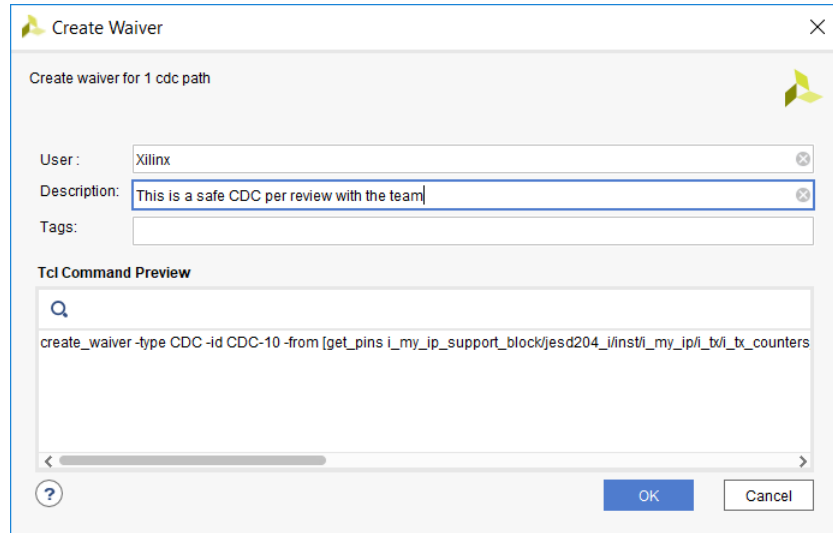 Create Waiver
Create waiver for 1 cdc path
User :
Xilinx
Description:
This is a safe CDC per review with the team
Tags:
Tcl Command Preview
create_waiver -type CDC -id CDC-10 -from [get_pins i_my_ip_support_block/jesd204_i/inst/i_my_ip/i_tx/i_tx_counters
?
OK
Cancel